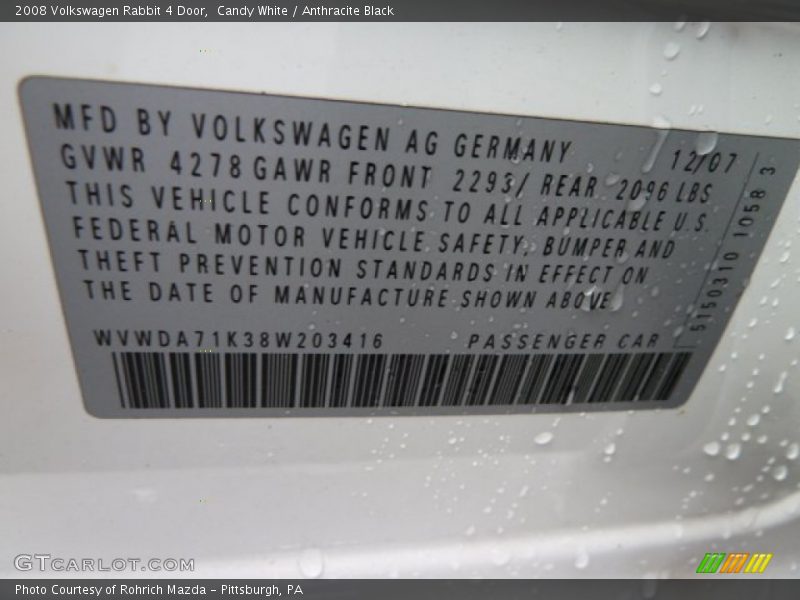 2008 Volkswagen Rabbit 4 Door,  Candy White / Anthracite Black
MFD BY VOLKSWAGEN AG GERMANY 12/07
GVWR 4278 GAWR FRONT 2293/ REAR 2096 LBS
THIS VEHICLE CONFORMS TO ALL APPLICABLE U.S.
FEDERAL MOTOR VEHICLE SAFETY, BUMPER AND
THEFT PREVENTION STANDARDS IN EFFECT ON
THE DATE OF MANUFACTURE SHOWN ABOVE
WVWDA71K38W203416 PASSENGER CAR
5150310 1058 3
GTCARLOT.COM
Photo Courtesy of Rohrich Mazda – Pittsburgh, PA